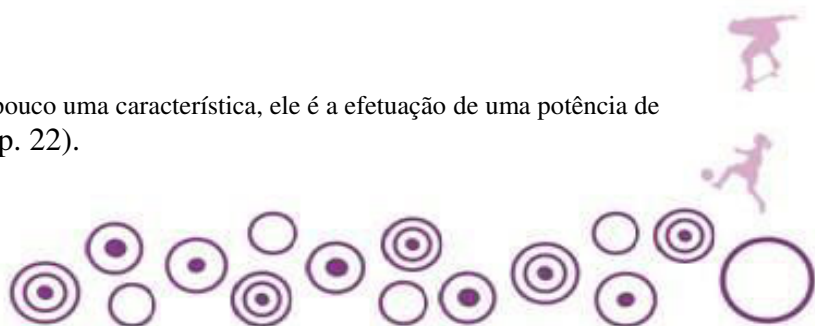 pouco uma característica, ele é a efetuação de uma potência de
p. 22).